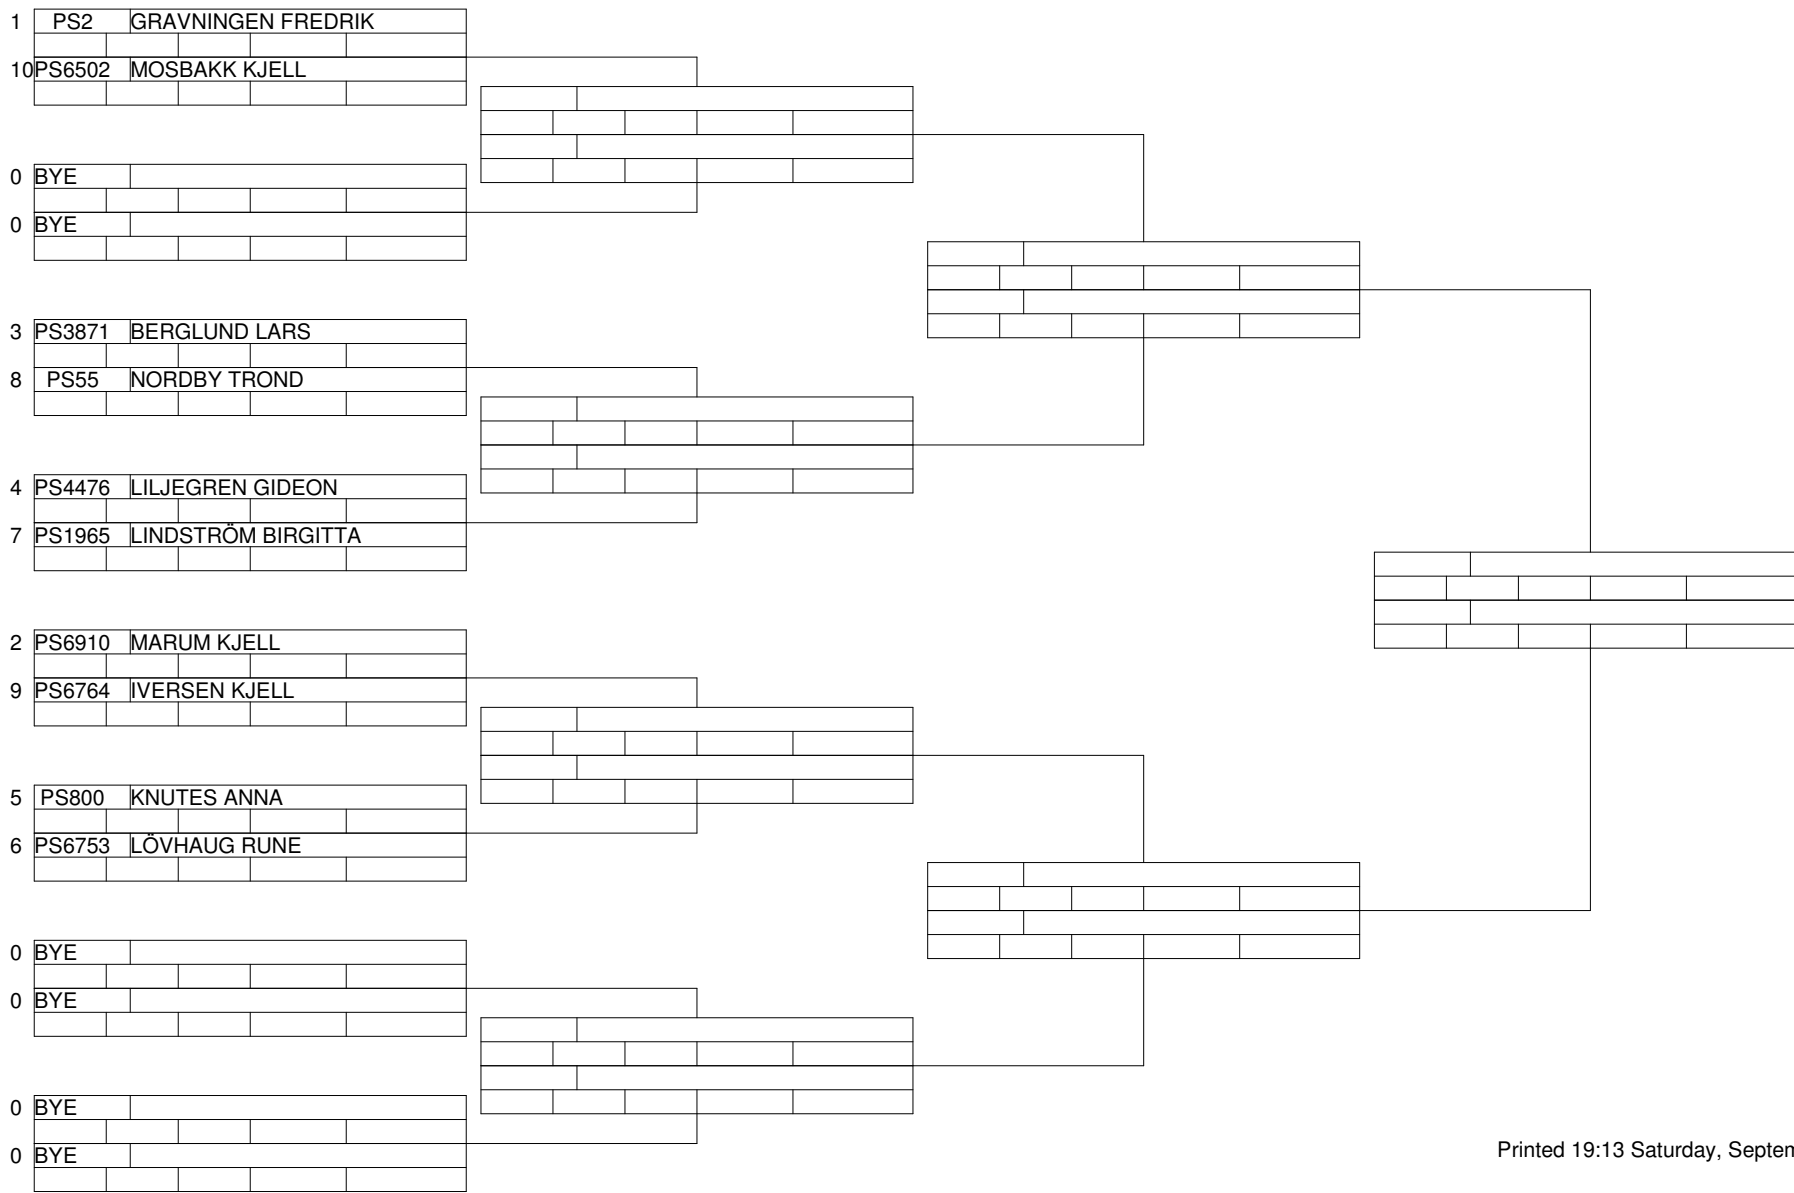 1 PS2 GRAVNINGEN FREDRIK
10 PS6502 MOSBAKK KJELL
0 BYE
0 BYE
3 PS3871 BERGLUND LARS
8 PS55 NORDBY TROND
4 PS4476 LILJEGREN GIDEON
7 PS1965 LINDSTRÖM BIRGITTA
2 PS6910 MARUM KJELL
9 PS6764 IVERSEN KJELL
5 PS800 KNUTES ANNA
6 PS6753 LÖVHAUG RUNE
0 BYE
0 BYE
0 BYE
0 BYE
Printed 19:13 Saturday,